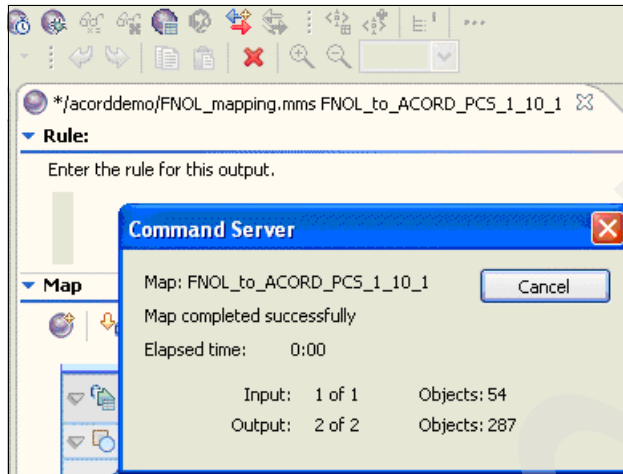 */acorddemo/FNOL_mapping.mms FNOL_to_ACORD_PCS_1_10_1
Rule:
Enter the rule for this output.
Command Server
Map: FNOL_to_ACORD_PCS_1_10_1
Cancel
Map completed successfully
Elapsed time: 0:00
Input: 1 of 1 Objects: 54
Output: 2 of 2 Objects: 287
Map